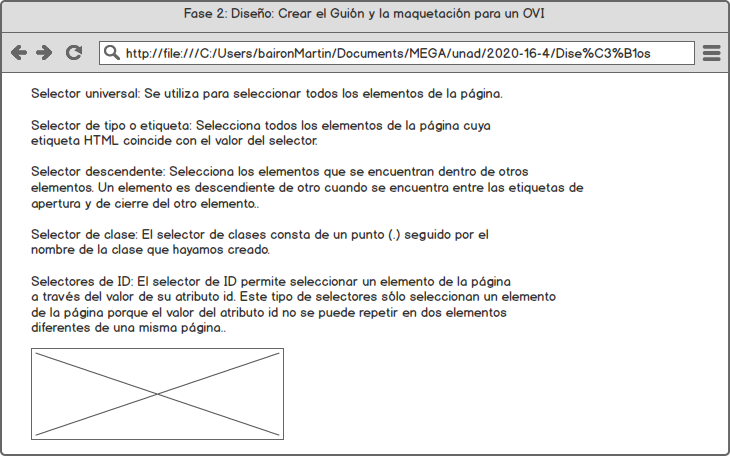 Fase 2: Diseño: Crear el Guión y la maquetación para un OVI
http://file:///C:/Users/baironMartin/Documents/MEGA/unad/2020-16-4/Dise%C3%B1os
Selector universal: Se utiliza para seleccionar todos los elementos de la página.
Selector de tipo o etiqueta: Selecciona todos los elementos de la página cuya
etiqueta HTML coincide con el valor del selector.
Selector descendente: Selecciona los elementos que se encuentran dentro de otros
elementos. Un elemento es descendiente de otro cuando se encuentra entre las etiquetas de
apertura y de cierre del otro elemento..
Selector de clase: El selector de clases consta de un punto (.) seguido por el
nombre de la clase que hayamos creado.
Selectores de ID: El selector de ID permite seleccionar un elemento de la página
a través del valor de su atributo id. Este tipo de selectores sólo seleccionan un elemento
de la página porque el valor del atributo id no se puede repetir en dos elementos
diferentes de una misma página..